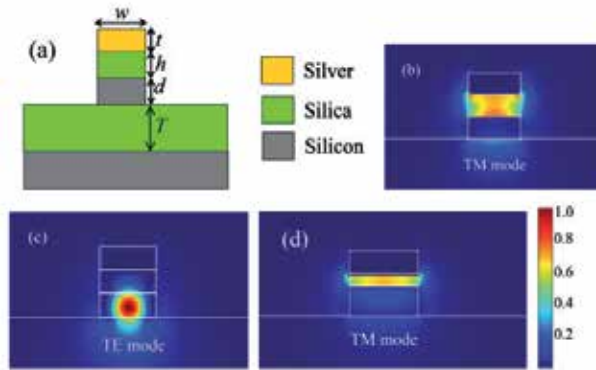 (a)
w
t
h
d
T
Silver
Silica
Silicon
(b)
TM mode
(c)
TE mode
(d)
TM mode
1.0
0.8
0.6
0.4
0.2